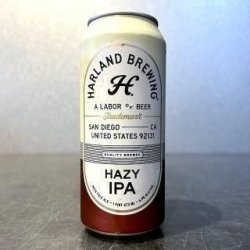 HARLAND BREWING
H.
A LABOR OF BEER
Trademark
SAN DIEGO CA
UNITED STATES 92131
QUALITY BREWED
HAZY
IPA